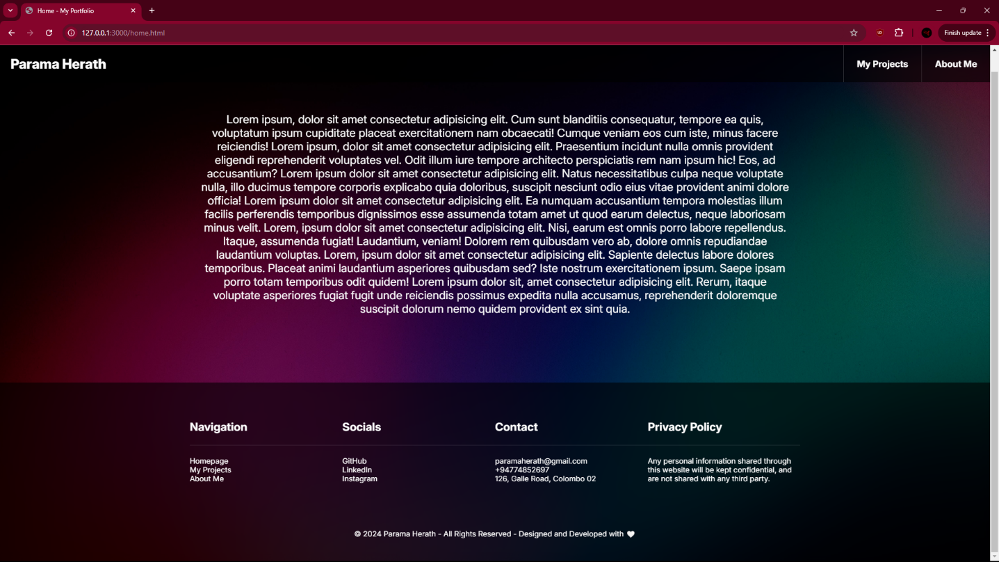 Home - My Portfolio
127.0.0.1:3000/home.html
UD
Finish update
Parama Herath
My Projects
About Me
Lorem ipsum, dolor sit amet consectetur adipisicing elit. Cum sunt blanditiis consequatur, tempore ea quis,
voluptatum ipsum cupiditate placeat exercitationem nam obcaecati! Cumque veniam eos cum iste, minus facere
reiciendis! Lorem ipsum, dolor sit amet consectetur adipisicing elit. Praesentium incidunt nulla omnis provident
eligendi reprehenderit voluptates vel. Odit illum iure tempore architecto perspiciatis rem nam ipsum hic! Eos, ad
accusantium? Lorem ipsum dolor sit amet consectetur adipisicing elit. Natus necessitatibus culpa neque voluptate
nulla, illo ducimus tempore corporis explicabo quia doloribus, suscipit nesciunt odio eius vitae provident animi dolore
officia! Lorem ipsum dolor sit amet consectetur adipisicing elit. Ea numquam accusantium tempora molestias illum
facilis perferendis temporibus dignissimos esse assumenda totam amet ut quod earum delectus, neque laboriosam
minus velit. Lorem, ipsum dolor sit amet consectetur adipisicing elit. Nisi, earum est omnis porro labore repellendus.
Itaque, assumenda fugiat! Laudantium, veniam! Dolorem rem quibusdam vero ab, dolore omnis repudiandae
laudantium voluptas. Lorem, ipsum dolor sit amet consectetur adipisicing elit. Sapiente delectus labore dolores
temporibus. Placeat animi laudantium asperiores quibusdam sed? Iste nostrum exercitationem ipsum. Saepe ipsam
porro totam temporibus odit quidem! Lorem ipsum dolor sit, amet consectetur adipisicing elit. Rerum, itaque
voluptate asperiores fugiat fugit unde reiciendis possimus expedita nulla accusamus, reprehenderit doloremque
suscipit dolorum nemo quidem provident ex sint quia.
Navigation
Homepage
My Projects
About Me
Socials
GitHub
LinkedIn
Instagram
Contact
paramaherath@gmail.com
+94774852697
126, Galle Road, Colombo 02
Privacy Policy
Any personal information shared through
this website will be kept confidential, and
are not shared with any third party.
© 2024 Parama Herath - All Rights Reserved - Designed and Developed with